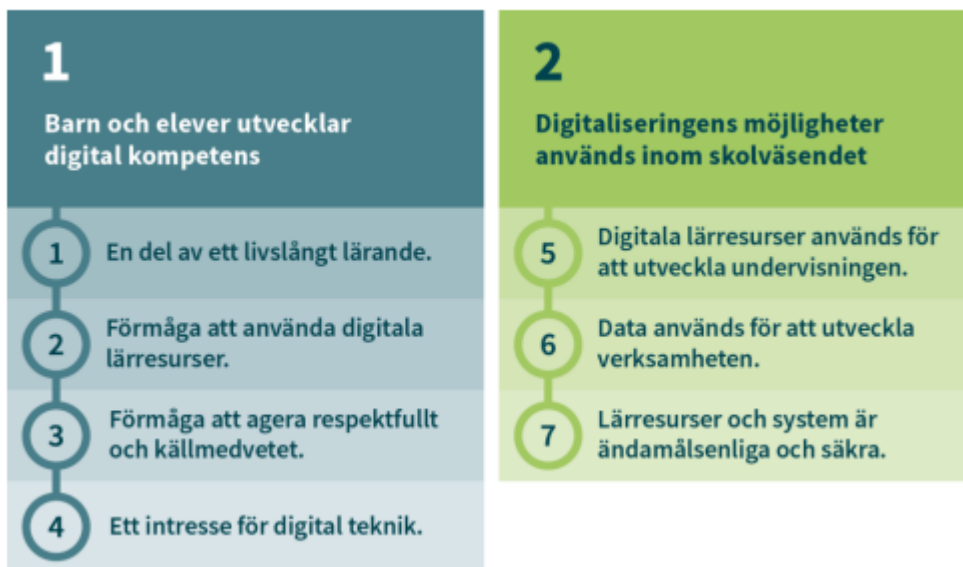 1
Barn och elever utvecklar
digital kompetens
1
En del av ett livslångt lärande.
2
Förmåga att använda digitala
lärresurser.
3
Förmåga att agera respektfullt
och källmedvetet.
4
Ett intresse för digital teknik.
2
Digitaliseringens möjligheter
används inom skolväsendet
5
Digitala lärresurser används för
att utveckla undervisningen.
6
Data används för att utveckla
verksamheten.
7
Lärresurser och system är
ändamålsenliga och säkra.